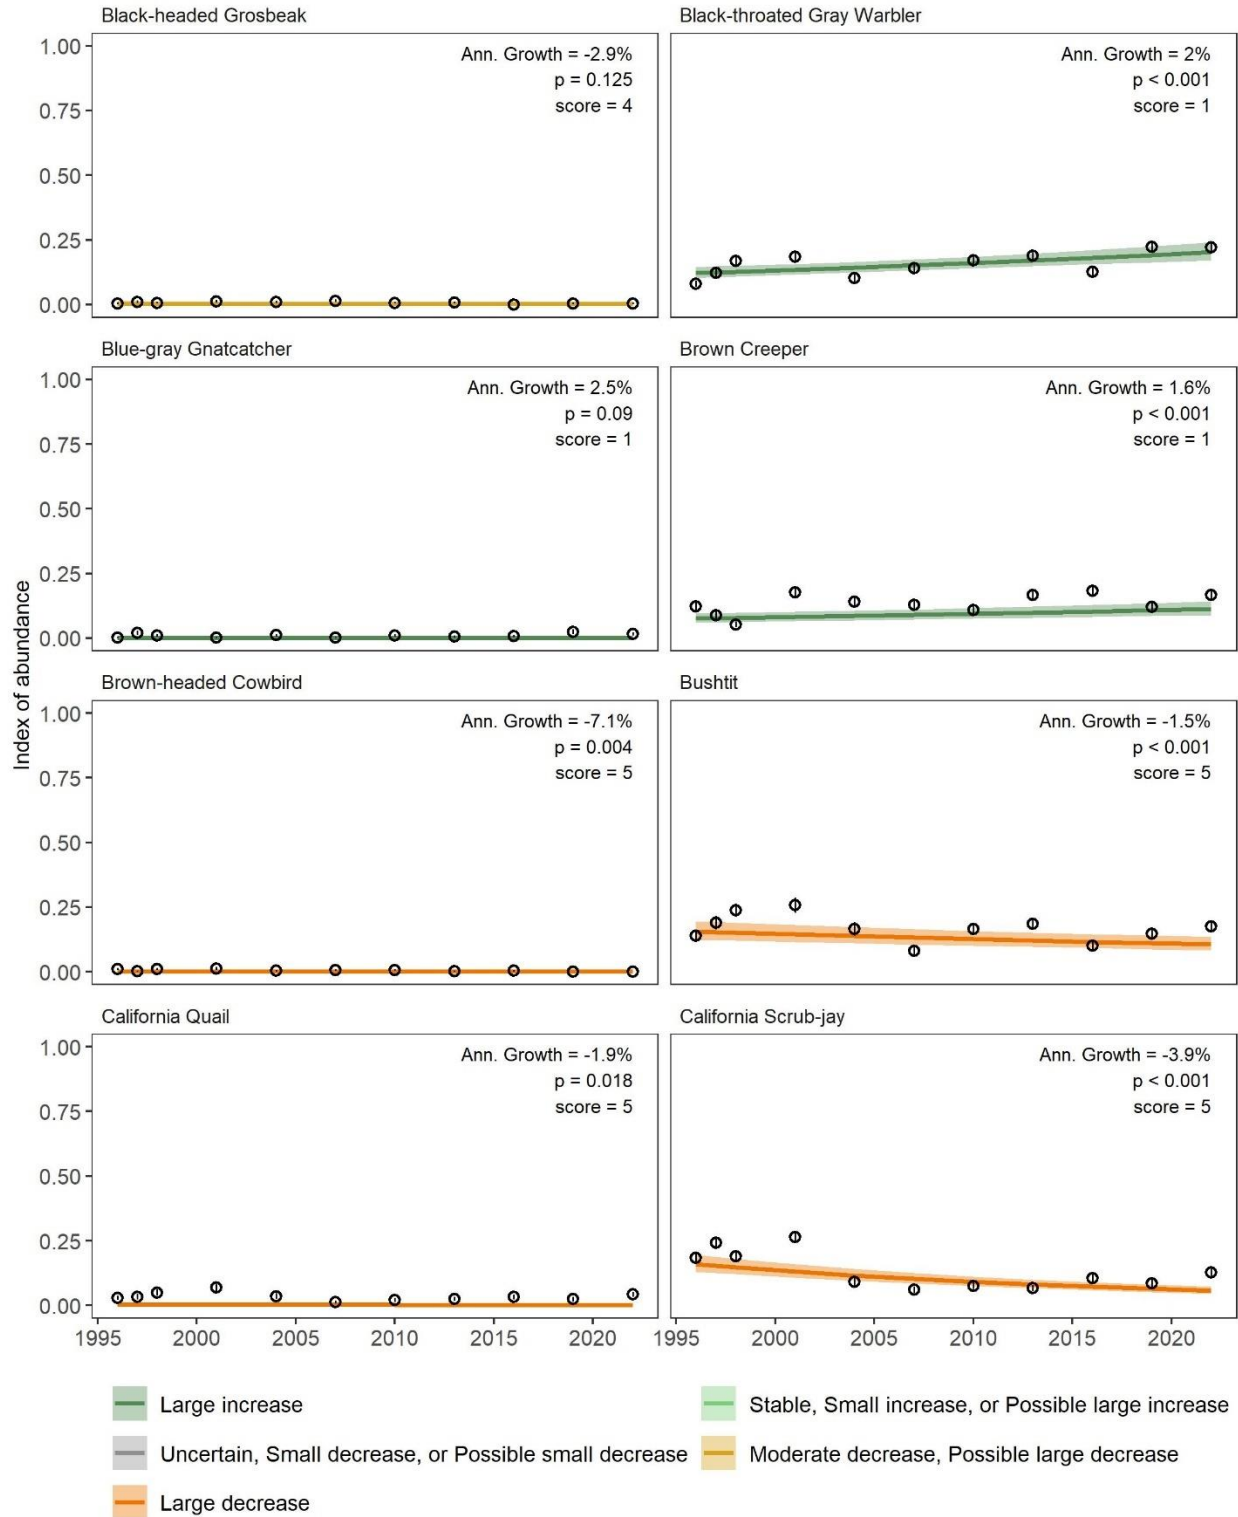 Black-headed Grosbeak
Black-throated Gray Warbler
1.00
0.75
0.50
0.25
0.00
Ann. Growth = -2.9%
p = 0.125
score = 4
Ann. Growth = 2%
p < 0.001
score = 1
Blue-gray Gnatcatcher
Brown Creeper
1.00
0.75
0.50
0.25
0.00
Ann. Growth = 2.5%
p = 0.09
score = 1
Ann. Growth = 1.6%
p < 0.001
score = 1
Index of abundance
Brown-headed Cowbird
Bushtit
1.00
0.75
0.50
0.25
0.00
Ann. Growth = -7.1%
p = 0.004
score = 5
Ann. Growth = -1.5%
p < 0.001
score = 5
California Quail
California Scrub-jay
1.00
0.75
0.50
0.25
0.00
Ann. Growth = -1.9%
p = 0.018
score = 5
Ann. Growth = -3.9%
p < 0.001
score = 5
1995 2000 2005 2010 2015 2020
1995 2000 2005 2010 2015 2020
Large increase
Stable, Small increase, or Possible large increase
Uncertain, Small decrease, or Possible small decrease
Moderate decrease, Possible large decrease
Large decrease